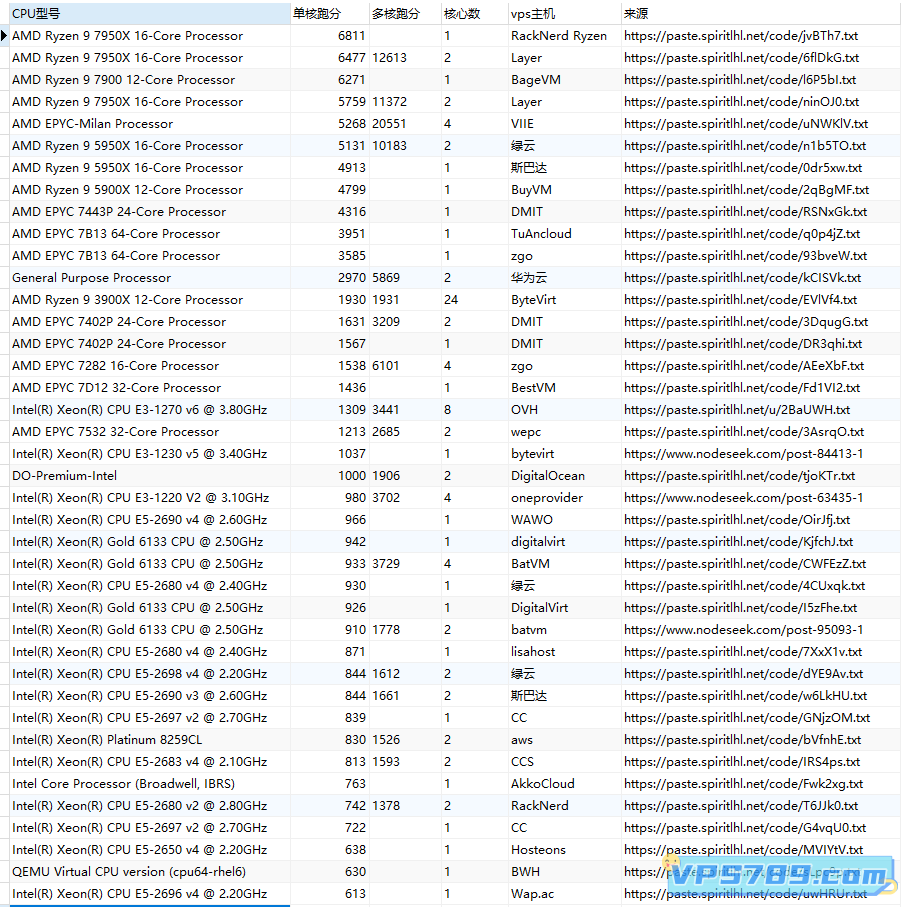 CPU型号 单核跑分 多核跑分 核心数 vps主机 来源
AMD Ryzen 9 7950X 16-Core Processor 6811 1 RackNerd Ryzen https://paste.spiritlhl.net/code/jvBTh7.txt
AMD Ryzen 9 7950X 16-Core Processor 6477 12613 2 Layer https://paste.spiritlhl.net/code/6flDkG.txt
AMD Ryzen 9 7900 12-Core Processor 6271 1 BageVM https://paste.spiritlhl.net/code/l6P5bI.txt
AMD Ryzen 9 7950X 16-Core Processor 5759 11372 2 Layer https://paste.spiritlhl.net/code/ninOJ0.txt
AMD EPYC-Milan Processor 5268 20551 4 VIIE https://paste.spiritlhl.net/code/uNWKlV.txt
AMD Ryzen 9 5950X 16-Core Processor 5131 10183 2 绿云 https://paste.spiritlhl.net/code/n1b5TO.txt
AMD Ryzen 9 5950X 16-Core Processor 4913 1 斯巴达 https://paste.spiritlhl.net/code/0dr5xw.txt
AMD Ryzen 9 5900X 12-Core Processor 4799 1 BuyVM https://paste.spiritlhl.net/code/2qBgMF.txt
AMD EPYC 7443P 24-Core Processor 4316 1 DMIT https://paste.spiritlhl.net/code/RSNxGk.txt
AMD EPYC 7B13 64-Core Processor 3951 1 TuAncloud https://paste.spiritlhl.net/code/q0p4jZ.txt
AMD EPYC 7B13 64-Core Processor 3585 1 zgo https://paste.spiritlhl.net/code/93bveW.txt
General Purpose Processor 2970 5869 2 华为云 https://paste.spiritlhl.net/code/kCISVk.txt
AMD Ryzen 9 3900X 12-Core Processor 1930 1931 24 ByteVirt https://paste.spiritlhl.net/code/EVlVf4.txt
AMD EPYC 7402P 24-Core Processor 1631 3209 2 DMIT https://paste.spiritlhl.net/code/3DqugG.txt
AMD EPYC 7402P 24-Core Processor 1567 1 DMIT https://paste.spiritlhl.net/code/DR3qhi.txt
AMD EPYC 7282 16-Core Processor 1538 6101 4 zgo https://paste.spiritlhl.net/code/AEeXbF.txt
AMD EPYC 7D12 32-Core Processor 1436 1 BestVM https://paste.spiritlhl.net/code/Fd1VI2.txt
Intel(R) Xeon(R) CPU E3-1270 v6 @ 3.80GHz 1309 3441 8 OVH https://paste.spiritlhl.net/u/2BaUWH.txt
AMD EPYC 7532 32-Core Processor 1213 2685 2 wepc https://paste.spiritlhl.net/code/3AsrqO.txt
Intel(R) Xeon(R) CPU E3-1230 v5 @ 3.40GHz 1037 1 bytevirt https://www.nodeseek.com/post-84413-1
DO-Premium-Intel 1000 1906 2 DigitalOcean https://paste.spiritlhl.net/code/tjoKTr.txt
Intel(R) Xeon(R) CPU E3-1220 V2 @ 3.10GHz 980 3702 4 oneprovider https://www.nodeseek.com/post-63435-1
Intel(R) Xeon(R) CPU E5-2690 v4 @ 2.60GHz 966 1 WAWO https://paste.spiritlhl.net/code/OirJfj.txt
Intel(R) Xeon(R) Gold 6133 CPU @ 2.50GHz 942 1 digitalvirt https://paste.spiritlhl.net/code/KjfchJ.txt
Intel(R) Xeon(R) Gold 6133 CPU @ 2.50GHz 933 3729 4 BatVM https://paste.spiritlhl.net/code/CWFEzZ.txt
Intel(R) Xeon(R) CPU E5-2680 v4 @ 2.40GHz 930 1 绿云 https://paste.spiritlhl.net/code/4CUxqk.txt
Intel(R) Xeon(R) Gold 6133 CPU @ 2.50GHz 926 1 DigitalVirt https://paste.spiritlhl.net/code/I5zFhe.txt
Intel(R) Xeon(R) Gold 6133 CPU @ 2.50GHz 910 1778 2 batvm https://www.nodeseek.com/post-95093-1
Intel(R) Xeon(R) CPU E5-2680 v4 @ 2.40GHz 871 1 lisahost https://paste.spiritlhl.net/code/7XxX1v.txt
Intel(R) Xeon(R) CPU E5-2698 v4 @ 2.20GHz 844 1612 2 绿云 https://paste.spiritlhl.net/code/dYE9Av.txt
Intel(R) Xeon(R) CPU E5-2690 v3 @ 2.60GHz 844 1661 2 斯巴达 https://paste.spiritlhl.net/code/w6LkHU.txt
Intel(R) Xeon(R) CPU E5-2697 v2 @ 2.70GHz 839 1 CC https://paste.spiritlhl.net/code/GNjzOM.txt
Intel(R) Xeon(R) Platinum 8259CL 830 1526 2 aws https://paste.spiritlhl.net/code/bVfnhE.txt
Intel(R) Xeon(R) CPU E5-2683 v4 @ 2.10GHz 813 1593 2 CCS https://paste.spiritlhl.net/code/IRS4ps.txt
Intel Core Processor (Broadwell, IBRS) 763 1 AkkoCloud https://paste.spiritlhl.net/code/Fwk2xg.txt
Intel(R) Xeon(R) CPU E5-2680 v2 @ 2.80GHz 742 1378 2 RackNerd https://paste.spiritlhl.net/code/T6JJk0.txt
Intel(R) Xeon(R) CPU E5-2697 v2 @ 2.70GHz 722 1 CC https://paste.spiritlhl.net/code/G4vqU0.txt
Intel(R) Xeon(R) CPU E5-2650 v4 @ 2.20GHz 638 1 Hosteons https://paste.spiritlhl.net/code/MVIYtV.txt
QEMU Virtual CPU version (cpu64-rhel6) 630 1 BWH
Intel(R) Xeon(R) CPU E5-2696 v4 @ 2.20GHz 613 1 Wap.ac https://paste.spiritlhl.net/code/uwHRUr.txt
VPS789.com